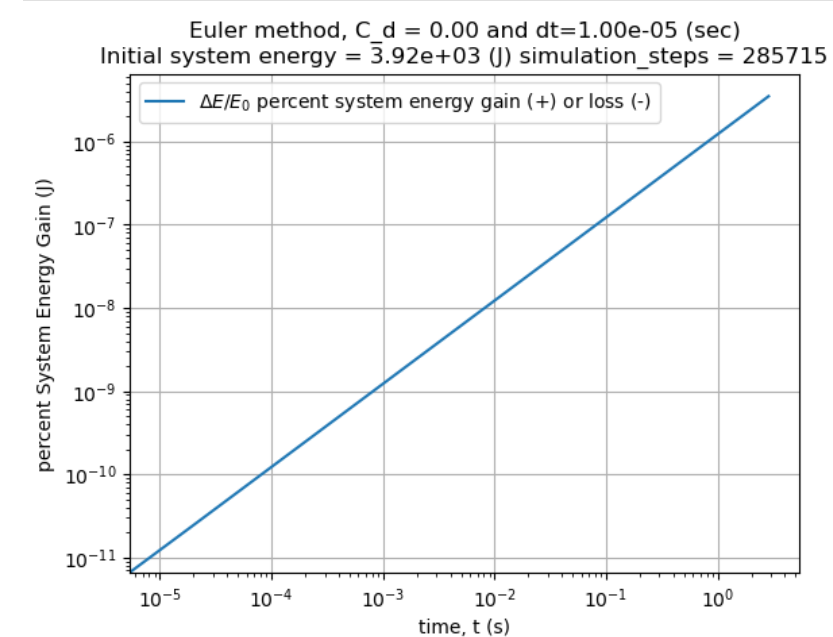 Euler method, C_d = 0.00 and dt=1.00e-05 (sec)
Initial system energy = 3.92e+03 (J) simulation_steps = 285715
ΔE/E₀ percent system energy gain (+) or loss (-)
percent System Energy Gain (J)
10⁻⁶
10⁻⁷
10⁻⁸
10⁻⁹
10⁻¹⁰
10⁻¹¹
10⁻⁵
10⁻⁴
10⁻³
10⁻²
10⁻¹
10⁰
time, t (s)